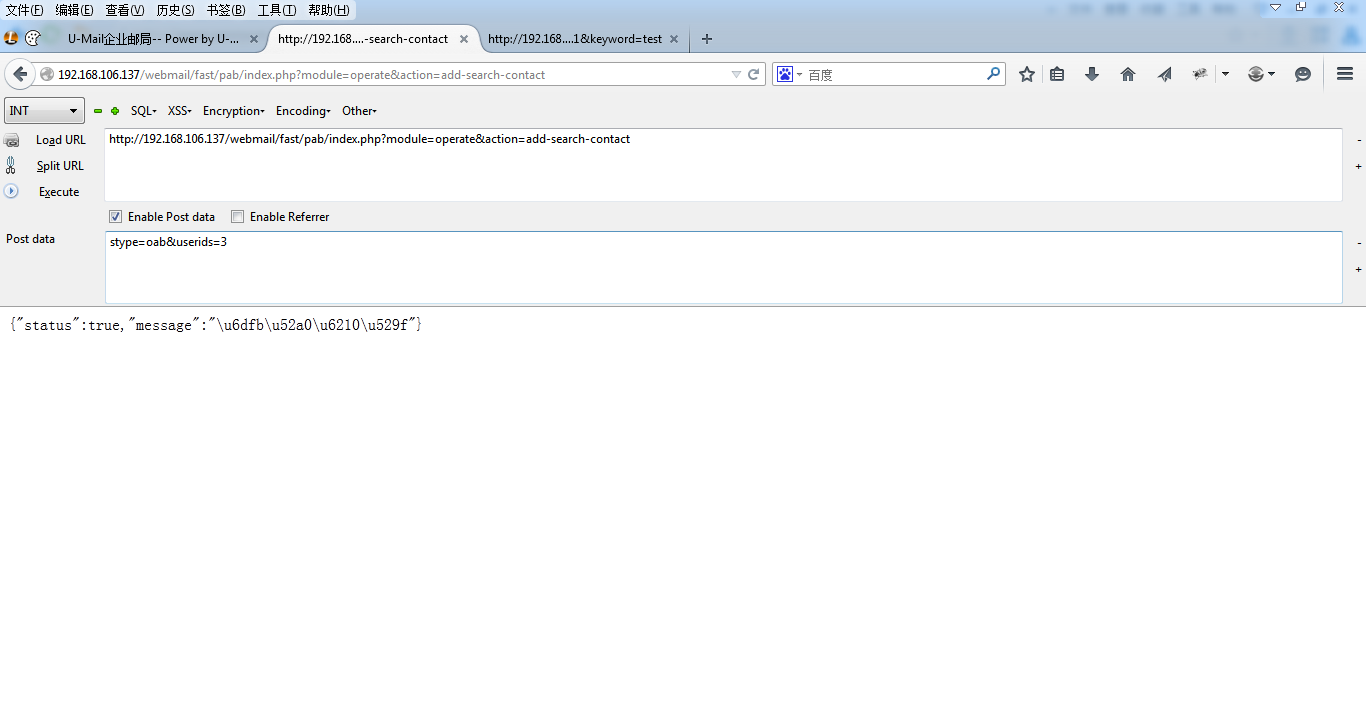 文件(F) 编辑(E) 查看(V) 历史(S) 书签(B) 工具(T) 帮助(H)
U-Mail企业邮局-- Power by U-... http://192.168....-search-contact http://192.168....1&keyword=test
192.168.106.137/webmail/fast/pab/index.php?module=operate&action=add-search-contact 百度
INT SQL XSS Encryption Encoding Other
Load URL http://192.168.106.137/webmail/fast/pab/index.php?module=operate&action=add-search-contact
Split URL
Execute
Enable Post data Enable Referrer
Post data stype=oab&userids=3
{"status":true,"message":"\u6dfb\u52a0\u6210\u529f"}